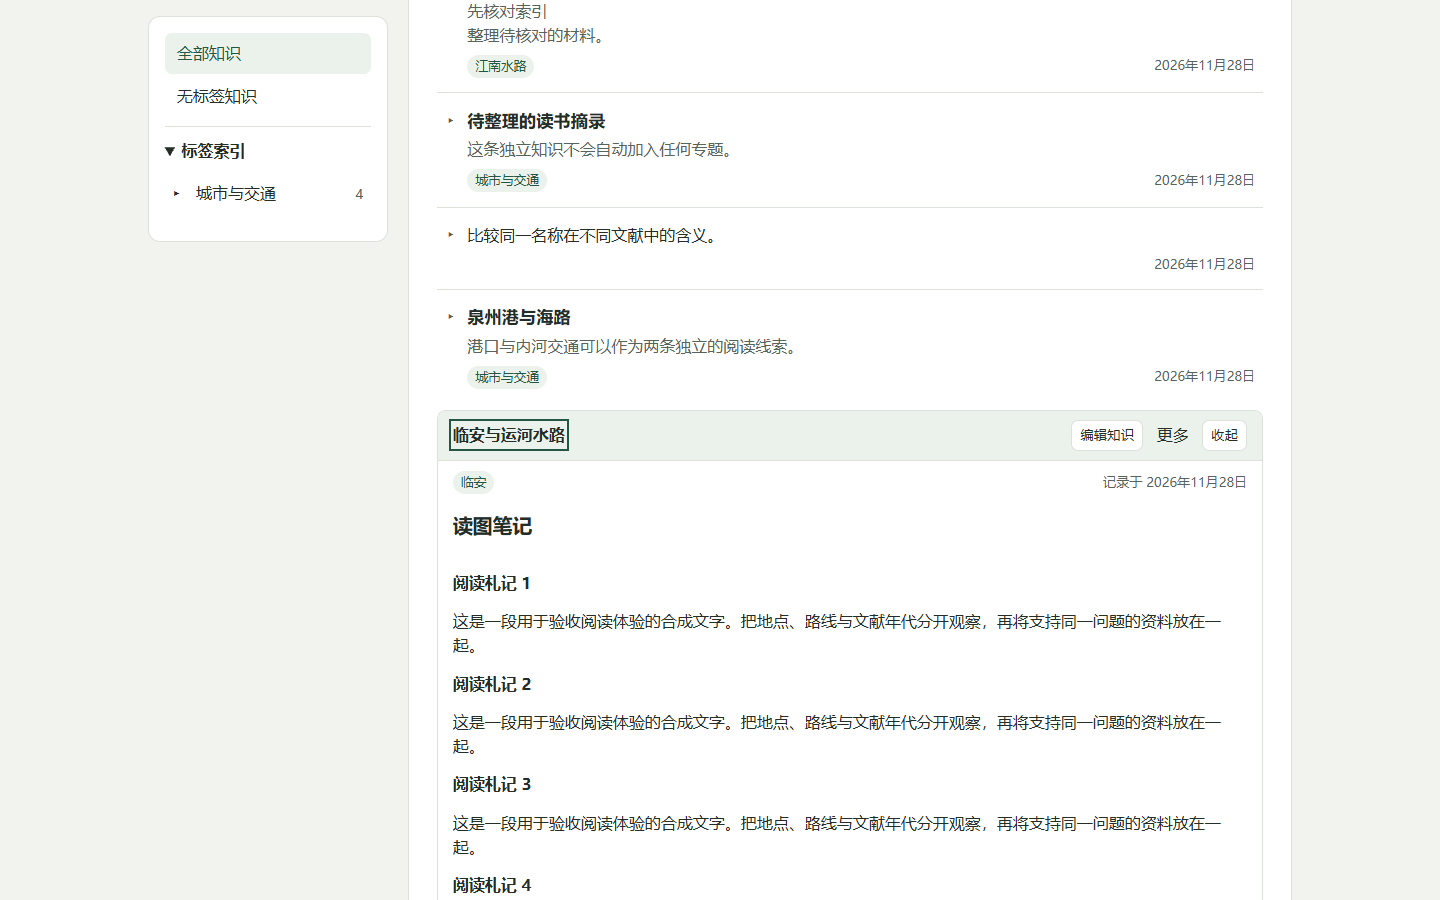 全部知识
无标签知识
标签索引
城市与交通 4
先核对索引
整理待核对的材料。
江南水路
2026年11月28日
待整理的读书摘录
这条独立知识不会自动加入任何专题。
城市与交通
2026年11月28日
比较同一名称在不同文献中的含义。
2026年11月28日
泉州港与海路
港口与内河交通可以作为两条独立的阅读线索。
城市与交通
2026年11月28日
临安与运河水路
编辑知识 更多 收起
临安
记录于 2026年11月28日
读图笔记
阅读札记 1
这是一段用于验收阅读体验的合成文字。把地点、路线与文献年代分开观察，再将支持同一问题的资料放在一
起。
阅读札记 2
这是一段用于验收阅读体验的合成文字。把地点、路线与文献年代分开观察，再将支持同一问题的资料放在一
起。
阅读札记 3
这是一段用于验收阅读体验的合成文字。把地点、路线与文献年代分开观察，再将支持同一问题的资料放在一
起。
阅读札记 4